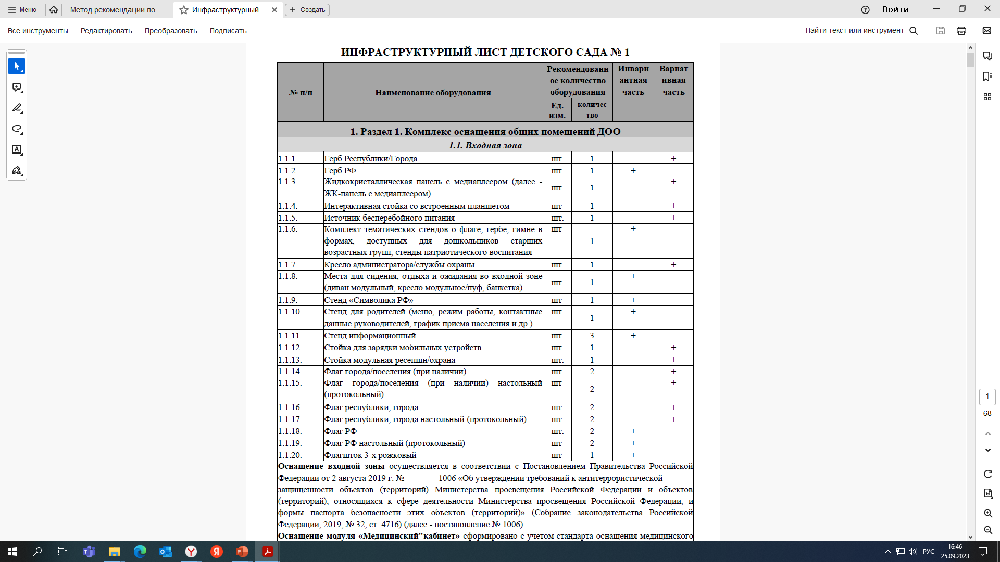 Меню
Метод рекомендации по ...
Инфраструктурный...
Создать
Войти
Все инструменты
Редактировать
Преобразовать
Подписать
Найти текст или инструмент
ИНФРАСТРУКТУРНЫЙ ЛИСТ ДЕТСКОГО САДА № 1
№ п/п
Наименование оборудования
Рекомендованн
ое количество
оборудования
Ед.
изм.
количес
тво
Инвари
антная
часть
Вариат
ивная
часть
1. Раздел 1. Комплекс оснащения общих помещений ДОО
1.1. Входная зона
1.1.1. Герб Республики/Города шт. 1 +
1.1.2. Герб РФ шт 1 +
1.1.3. Жидкокристаллическая панель с медиаплеером (далее -
ЖК-панель с медиаплеером) шт 1 +
1.1.4. Интерактивная стойка со встроенным планшетом шт 1 +
1.1.5. Источник бесперебойного питания шт. 1 +
1.1.6. Комплект тематических стендов о флаге, гербе, гимне в шт +
формах, доступных для дошкольников старших 1
возрастных групп, стенды патриотического воспитания
1.1.7. Кресло администратора/службы охраны шт 1 +
1.1.8. Места для сидения, отдыха и ожидания во входной зоне +
(диван модульный, кресло модульное/пуф, банкетка) шт 1
1.1.9. Стенд «Символика РФ» шт 1 +
1.1.10. Стенд для родителей (меню, режим работы, контактные шт 1 +
данные руководителей, график приема населения и др.)
1.1.11. Стенд информационный шт 3 +
1.1.12. Стойка для зарядки мобильных устройств шт. 1 +
1.1.13. Стойка модульная ресепшн/охрана шт. 1 +
1.1.14. Флаг города/поселения (при наличии) шт 2 +
1.1.15. Флаг города/поселения (при наличии) настольный шт 2 +
(протокольный)
1.1.16. Флаг республики, города шт 2 +
1.1.17. Флаг республики, города настольный (протокольный) шт 2 +
1.1.18. Флаг РФ шт. 2 +
1.1.19. Флаг РФ настольный (протокольный) шт 2 +
1.1.20. Флагшток 3-х рожковый шт 1 +
Оснащение входной зоны осуществляется в соответствии с Постановлением Правительства Российской
Федерации от 2 августа 2019 г. № 1006 «Об утверждении требований к антитеррористической
защищенности объектов (территорий) Министерства просвещения Российской Федерации и объектов
(территорий), относящихся к сфере деятельности Министерства просвещения Российской Федерации, и
формы паспорта безопасности этих объектов (территорий)» (Собрание законодательства Российской
Федерации, 2019, № 32, ст. 4716) (далее - постановление № 1006).
Оснащение модуля «Медицинский"кабинет» сформировано с учетом стандарта оснащения медицинского
1
68
РУС
16:46
25.09.2023